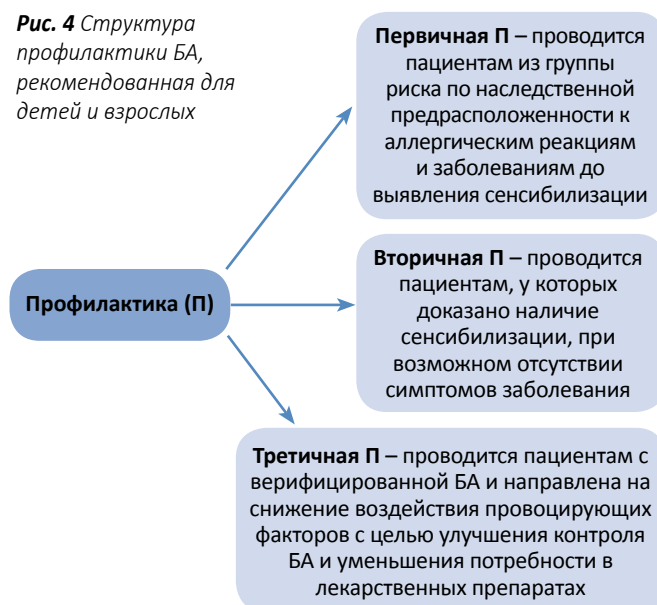 Рис. 4 Структура
профилактики БА,
рекомендованная для
детей и взрослых
Первичная П – проводится
пациентам из группы
риска по наследственной
предрасположенности к
аллергическим реакциям
и заболеваниям до
выявления сенсибилизации
Профилактика (П)
Вторичная П – проводится
пациентам, у которых
доказано наличие
сенсибилизации, при
возможном отсутствии
симптомов заболевания
Третичная П – проводится пациентам с
верифицированной БА и направлена на
снижение воздействия провоцирующих
факторов с целью улучшения контроля
БА и уменьшения потребности в
лекарственных препаратах